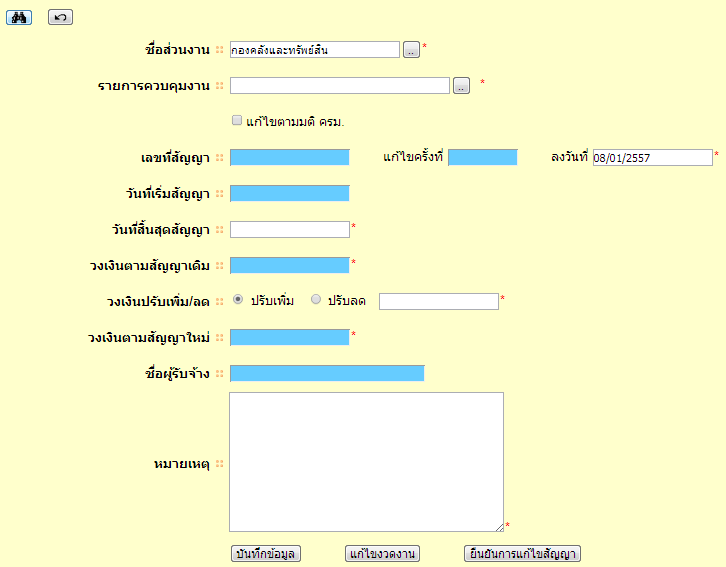 ชื่อส่วนงาน กองคลังและทรัพย์สิน .. *
รายการควบคุมงาน .. *
แก้ไขตามมติ ครม.
เลขที่สัญญา แก้ไขครั้งที่ ลงวันที่ 08/01/2557 *
วันที่เริ่มสัญญา
วันที่สิ้นสุดสัญญา *
วงเงินตามสัญญาเดิม *
วงเงินปรับเพิ่ม/ลด ปรับเพิ่ม ปรับลด *
วงเงินตามสัญญาใหม่ *
ชื่อผู้รับจ้าง
หมายเหตุ *
บันทึกข้อมูล แก้ไขงวดงาน ยืนยันการแก้ไขสัญญา